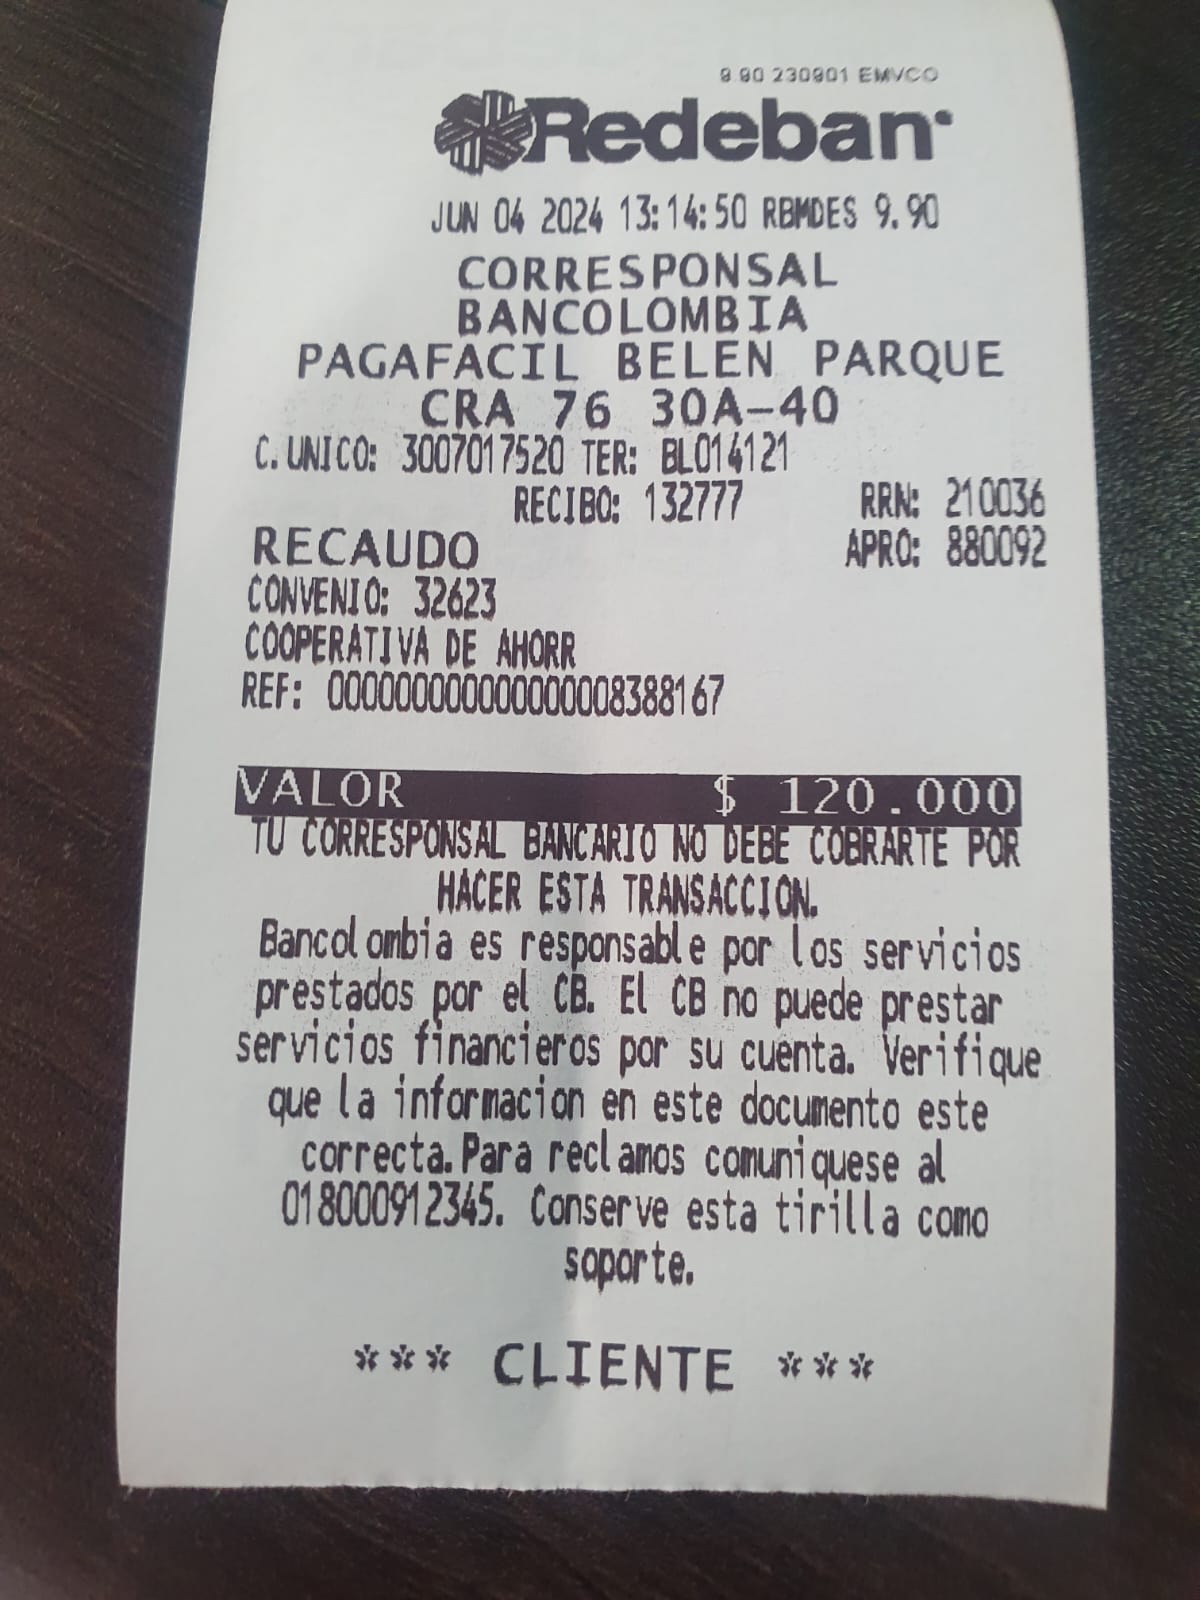 9.90 230901 EMVCO
Redeban
JUN 04 2024 13:14:50 RBMDES 9.90
CORRESPONSAL
BANCOLOMBIA
PAGAFACIL BELEN PARQUE
CRA 76 30A-40
C. UNICO: 3007017520 TER: BL014121
RECIBO: 132777 RRN: 210036
RECAUDO APRO: 880092
CONVENIO: 32623
COOPERATIVA DE AHORR
REF: 00000000000000008388167
VALOR $ 120.000
TU CORRESPONSAL BANCARIO NO DEBE COBRARTE POR
HACER ESTA TRANSACCION.
Bancolombia es responsable por los servicios
prestados por el CB. El CB no puede prestar
servicios financieros por su cuenta. Verifique
que la informacion en este documento este
correcta. Para reclamos comuniquese al
018000912345. Conserve esta tirilla como
soporte.
*** CLIENTE ***